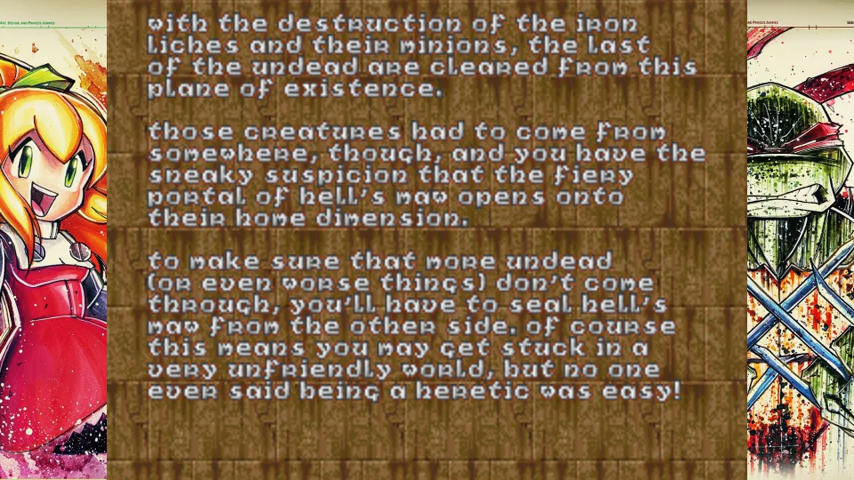 with the destruction of the iron
liches and their minions, the last
of the undead are cleared from this
plane of existence.
those creatures had to come from
somewhere, though, and you have the
sneaky suspicion that the fiery
portal of hell's maw opens onto
their home dimension.
to make sure that more undead
(or even worse things) don't come
through, you'll have to seal hell's
maw from the other side. of course
this means you may get stuck in a
very unfriendly world, but no one
ever said being a heretic was easy!